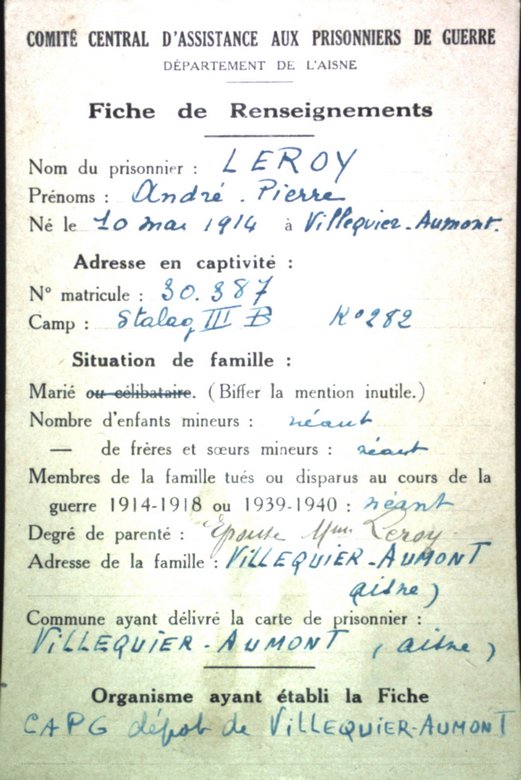 COMITÉ CENTRAL D'ASSISTANCE AUX PRISONNIERS DE GUERRE
DÉPARTEMENT DE L'AISNE
Fiche de Renseignements
Nom du prisonnier : LEROY
Prénoms : André . Pierre
Né le 10 mai 1914 à Villequier-Aumont.
Adresse en captivité :
N° matricule : 30.387
Camp : Stalag III B K° 282
Situation de famille :
Marié ou célibataire. (Biffer la mention inutile.)
Nombre d'enfants mineurs : néant
— de frères et sœurs mineurs : néant
Membres de la famille tués ou disparus au cours de la
guerre 1914-1918 ou 1939-1940 : néant
Degré de parenté : Epouse Mme Leroy
Adresse de la famille : VILLEQUIER-AUMONT
aisne)
Commune ayant délivré la carte de prisonnier :
VILLEQUIER-AUMONT (aisne)
Organisme ayant établi la Fiche
CAPG dépot de VILLEQUIER-AUMONT